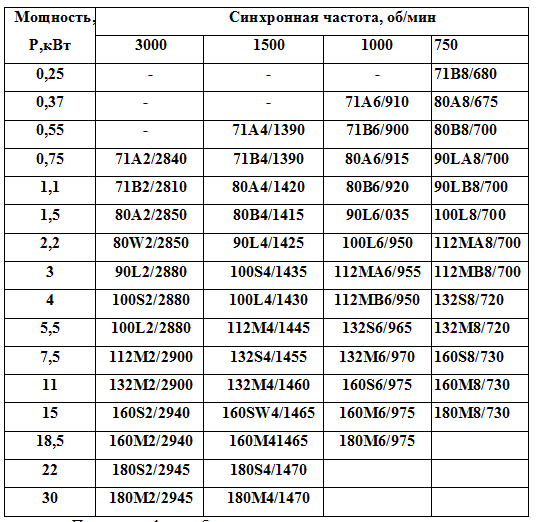 Мощность, Синхронная частота, об/мин
Р,кВт 3000 1500 1000 750
0,25 - - - 71В8/680
0,37 - - 71А6/910 80А8/675
0,55 - 71А4/1390 71В6/900 80В8/700
0,75 71А2/2840 71В4/1390 80А6/915 90LA8/700
1,1 71В2/2810 80А4/1420 80В6/920 90LB8/700
1,5 80А2/2850 80В4/1415 90L6/035 100L8/700
2,2 80W2/2850 90L4/1425 100L6/950 112МА8/700
3 90L2/2880 100S4/1435 112МА6/955 112МВ8/700
4 100S2/2880 100L4/1430 112МВ6/950 132S8/720
5,5 100L2/2880 112М4/1445 132S6/965 132М8/720
7,5 112М2/2900 132S4/1455 132М6/970 160S8/730
11 132М2/2900 132М4/1460 160S6/975 160М8/730
15 160S2/2940 160SW4/1465 160М6/975 180М8/730
18,5 160М2/2940 160М41465 180М6/975
22 180S2/2945 180S4/1470
30 180М2/2945 180М4/1470